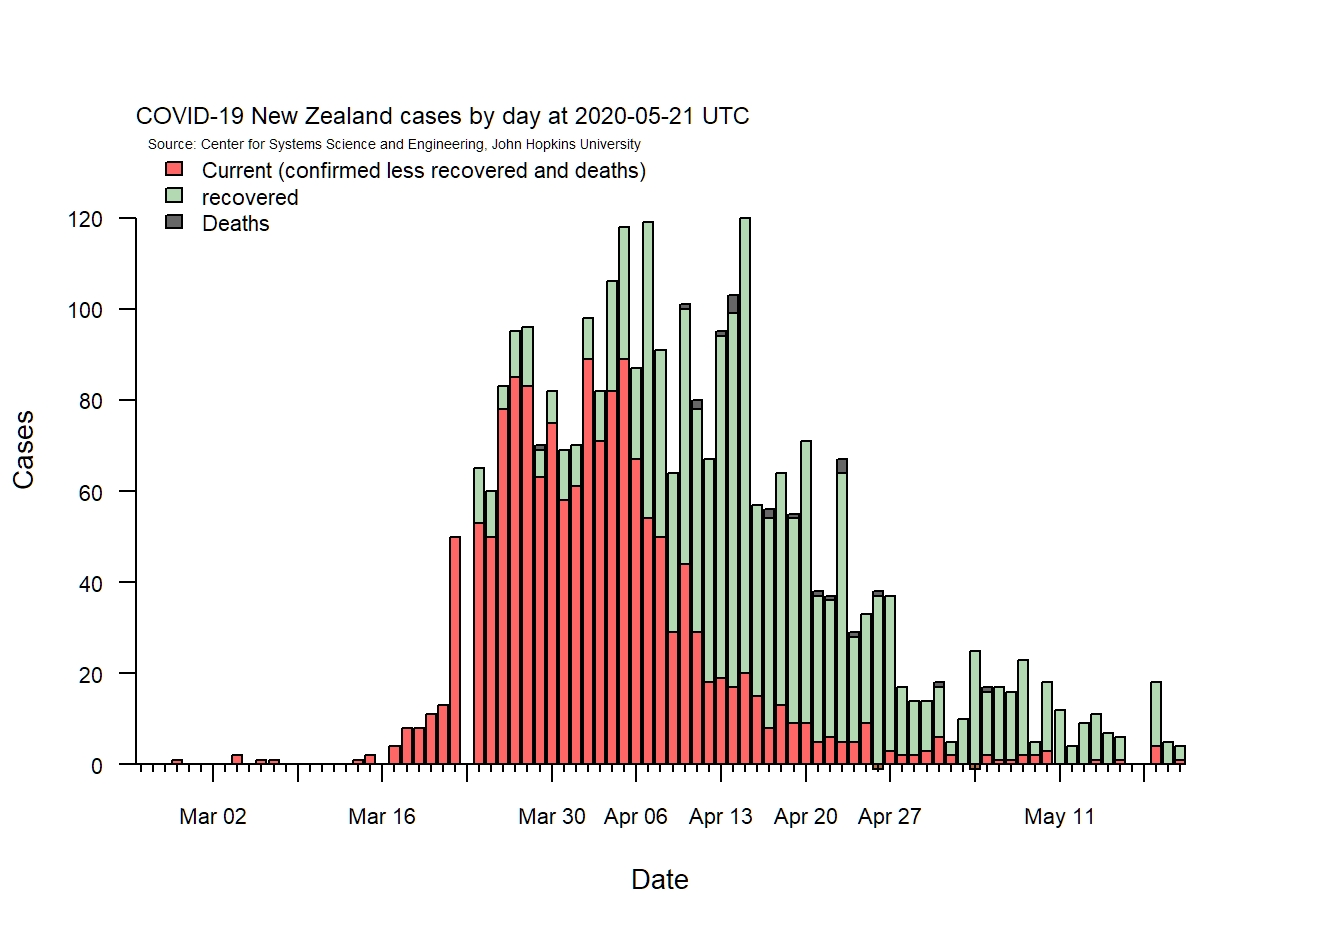 COVID-19 New Zealand cases by day at 2020-05-21 UTC
Source: Center for Systems Science and Engineering, John Hopkins University
Current (confirmed less recovered and deaths)
recovered
Deaths
120
100
80
60
40
20
0
Cases
Mar 02 Mar 16 Mar 30 Apr 06 Apr 13 Apr 20 Apr 27 May 11
Date